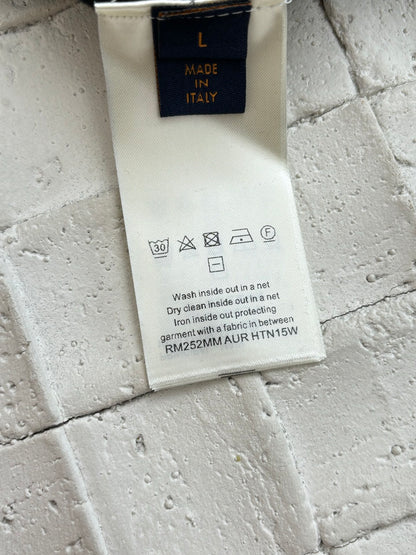 L
MADE
IN
ITALY
30
F
Wash inside out in a net
Dry clean inside out in a net
Iron inside out protecting
garment with a fabric in between
RM252MM AUR HTN15W